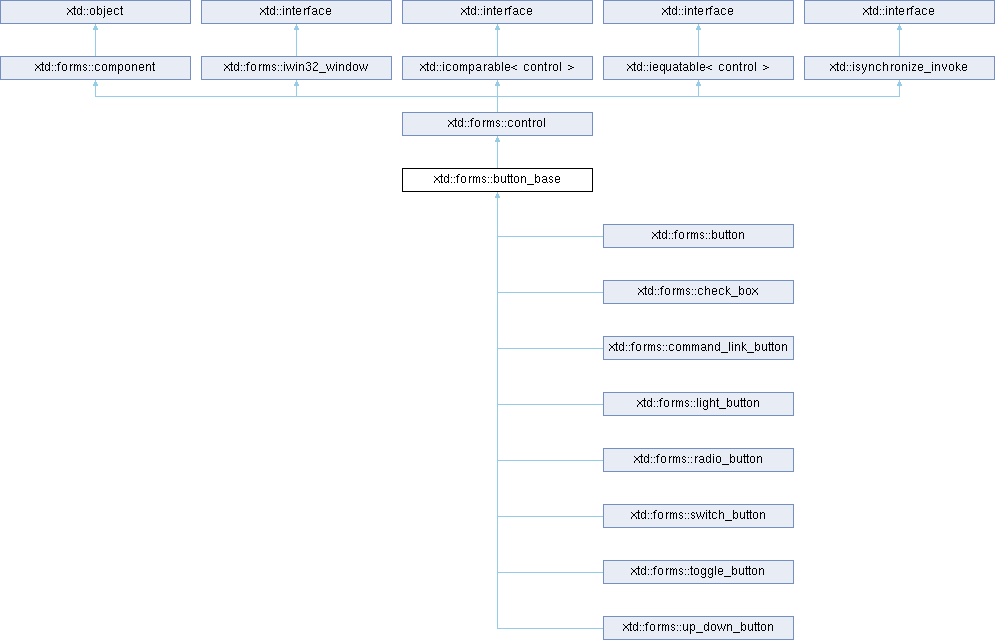 xtd::object
xtd::interface
xtd::interface
xtd::interface
xtd::interface
xtd::forms::component
xtd::forms::iwin32_window
xtd::icomparable< control >
xtd::iequatable< control >
xtd::isynchronize_invoke
xtd::forms::control
xtd::forms::button_base
xtd::forms::button
xtd::forms::check_box
xtd::forms::command_link_button
xtd::forms::light_button
xtd::forms::radio_button
xtd::forms::switch_button
xtd::forms::toggle_button
xtd::forms::up_down_button